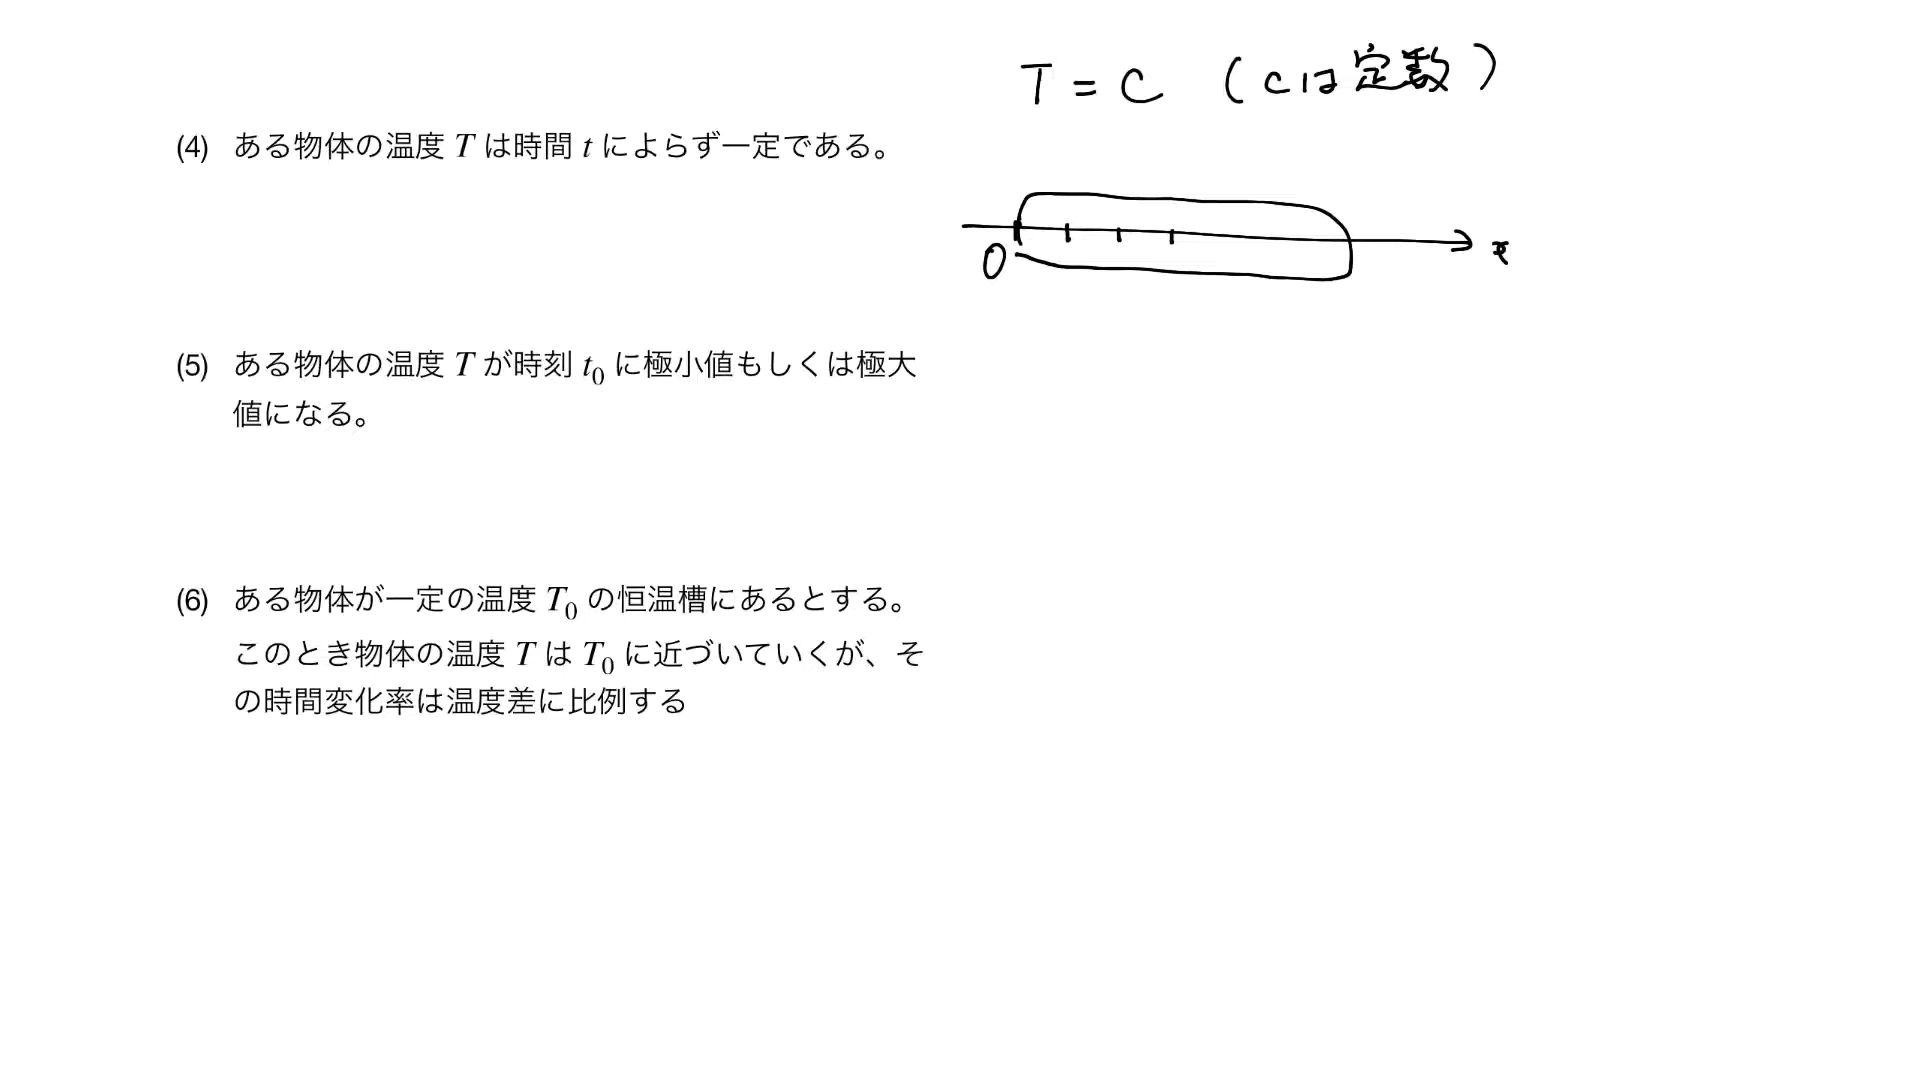 T = C （Cは定数）
(4) ある物体の温度 T は時間 t によらず一定である。
0 x
(5) ある物体の温度 T が時刻 t₀ に極小値もしくは極大
値になる。
(6) ある物体が一定の温度 T₀ の恒温槽にあるとする。
このとき物体の温度 T は T₀ に近づいていくが、そ
の時間変化率は温度差に比例する